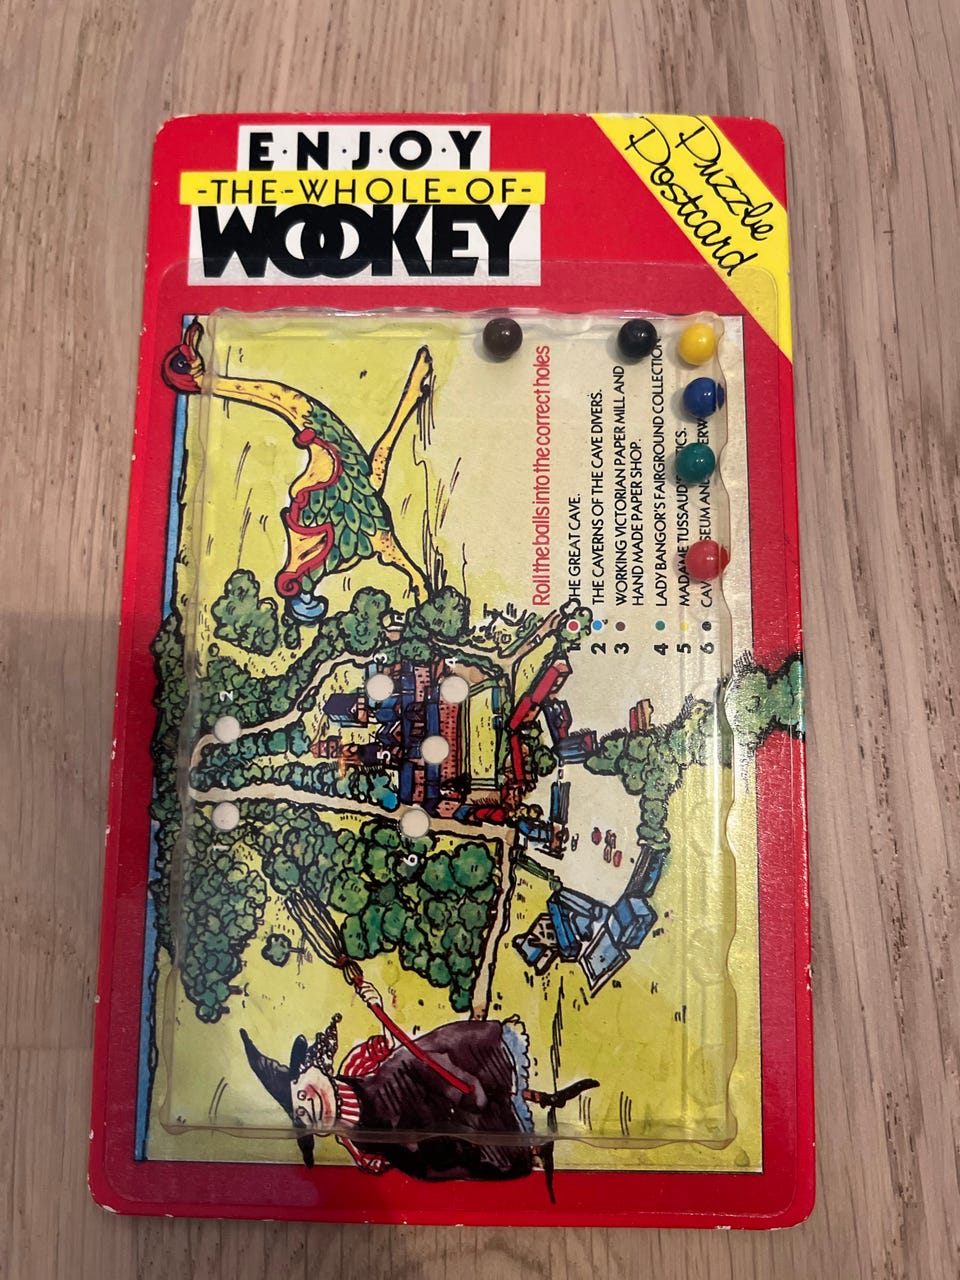 E·N·J·O·Y
-THE-WHOLE-OF-
WOOKEY
Puzzle
Postcard
Roll the balls into the correct holes
1 THE GREAT CAVE.
2 THE CAVERNS OF THE CAVE DIVERS.
3 WORKING VICTORIAN PAPER MILL AND
HAND MADE PAPER SHOP.
4 LADY BANGOR'S FAIRGROUND COLLECTION
5 MADAME TUSSAUD
6
1
2
3
4
5
6